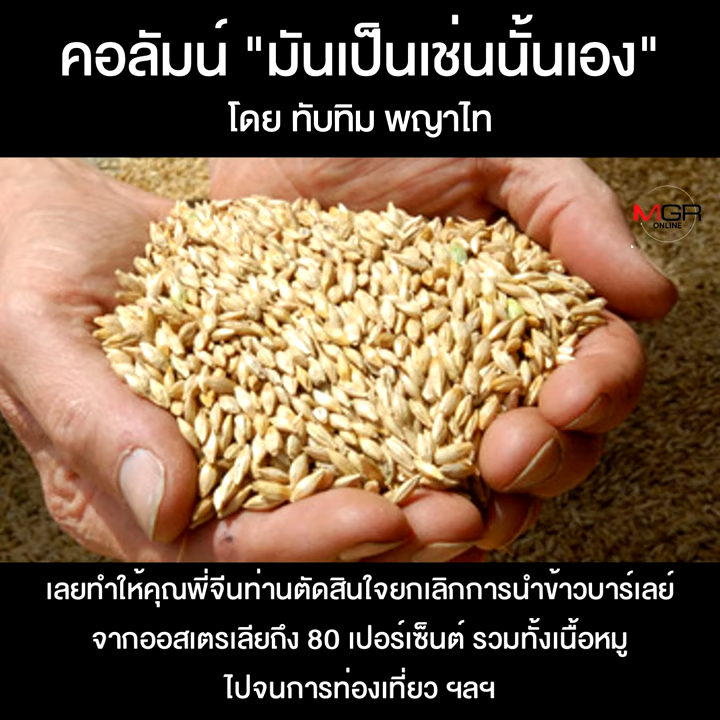 คอลัมน์ "มันเป็นเช่นนั้นเอง"
โดย ทับทิม พญาไท
MGR
ONLINE
เลยทำให้คุณพี่จีนท่านตัดสินใจยกเลิกการนำข้าวบาร์เลย์
จากออสเตรเลียถึง 80 เปอร์เซ็นต์ รวมทั้งเนื้อหมู
ไปจนการท่องเที่ยว ฯลฯ